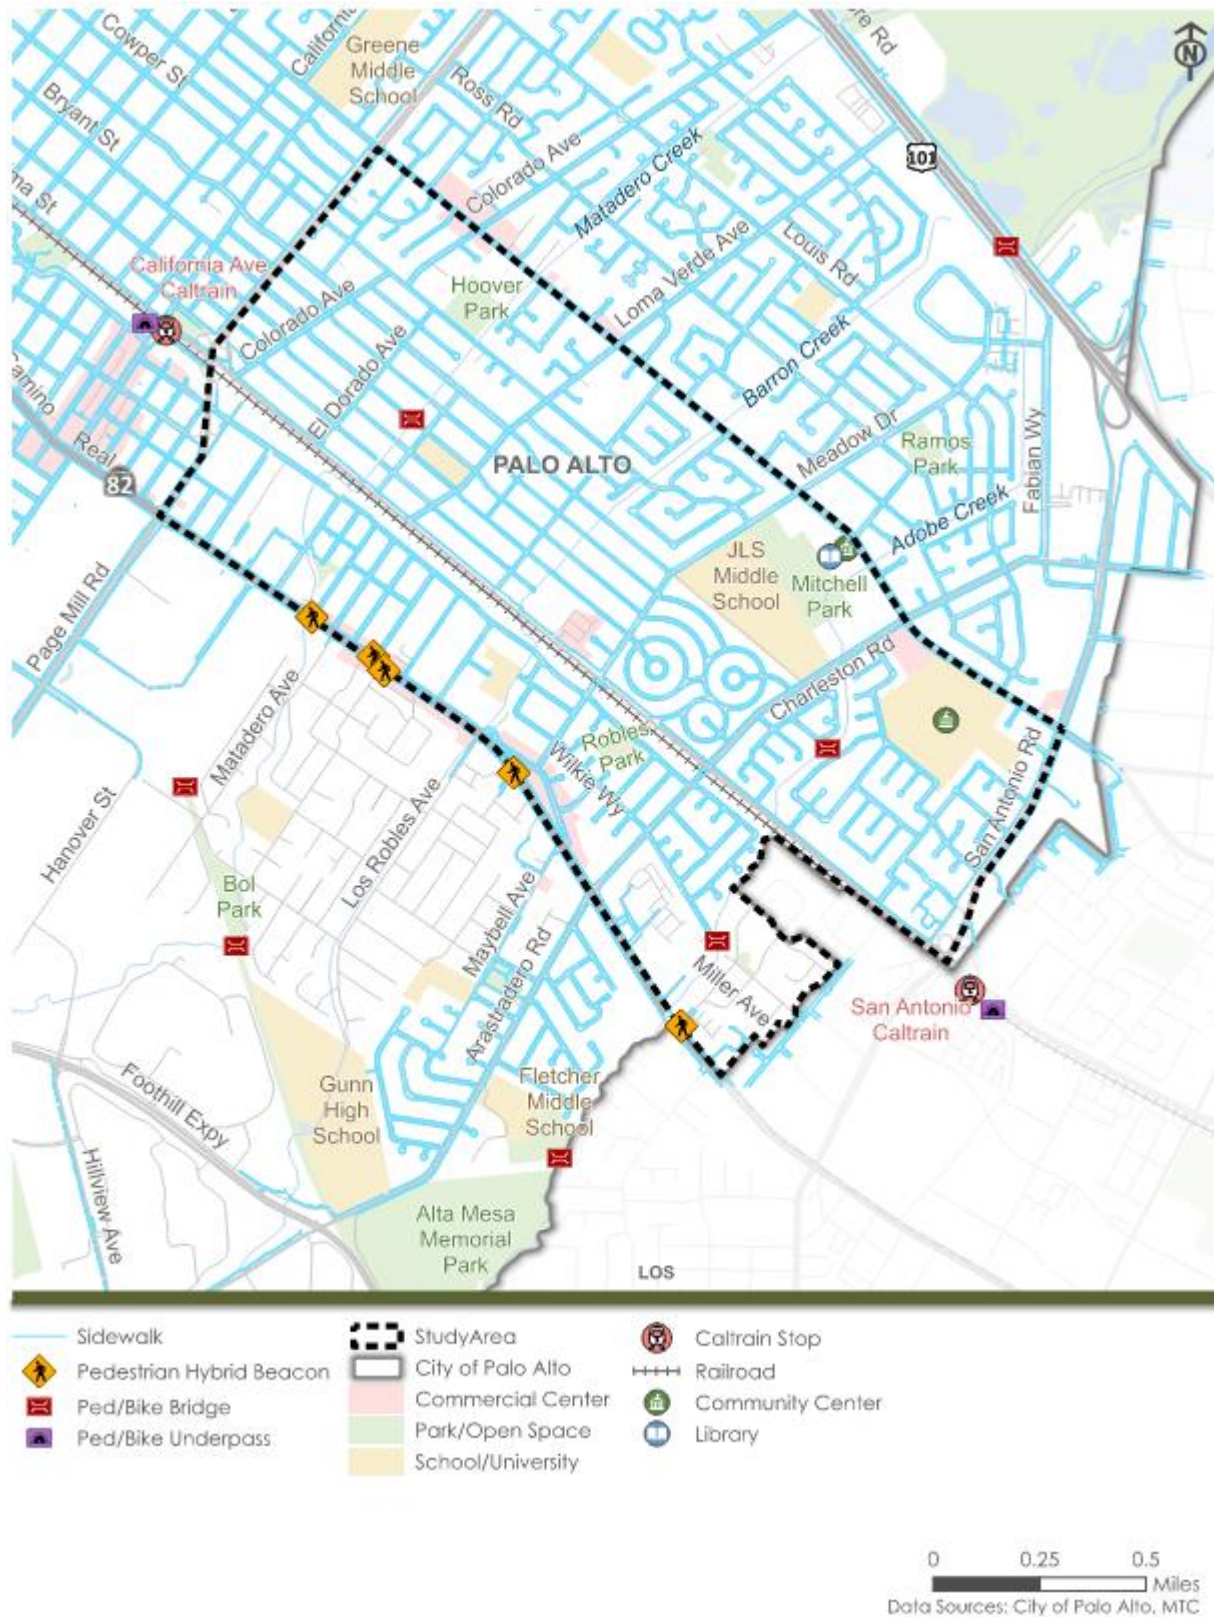 Cowper St
California
Greene
Middle
School
Ross Rd
Bryant St
ma St
Colorado Ave
Matadero Creek
101
N
re Rd
California Ave
Caltrain
Hoover
Park
Louis Rd
Loma Verde Ave
Colorado Ave
El Dorado Ave
Barron Creek
Camino
Real
82
PALO ALTO
Meadow Dr
Ramos
Park
Fabian Wy
Adobe Creek
JLS
Middle
School
Mitchell
Park
Page Mill Rd
Charleston Rd
Matadero Ave
Robles
Park
Wilkie Wy
San Antonio Rd
Hanover St
Los Robles Ave
Bol
Park
Maybell Ave
Arastradero Rd
Miller Ave
San Antonio
Caltrain
Foothill Expy
Gunn
High
School
Fletcher
Middle
School
Hillview Ave
Alta Mesa
Memorial
Park
LOS
Sidewalk
Pedestrian Hybrid Beacon
Ped/Bike Bridge
Ped/Bike Underpass
StudyArea
City of Palo Alto
Commercial Center
Park/Open Space
School/University
Caltrain Stop
Railroad
Community Center
Library
0 0.25 0.5
Miles
Data Sources: City of Palo Alto, MTC